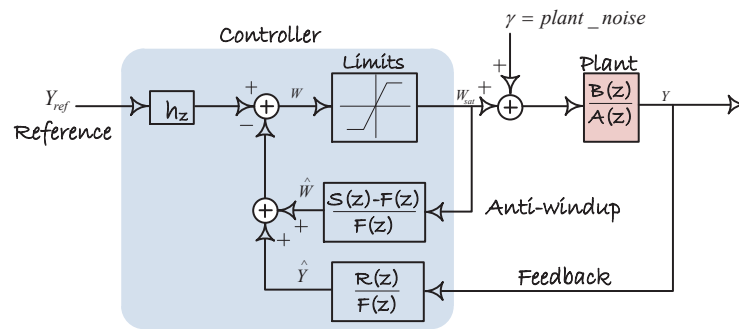 γ = plant_noise
Controller
Limits
Plant
Y_ref
Reference
h_z
+
−
+
W
W_sat
+
+
+
B(z)
A(z)
Y
Ŵ
+
+
S(z)-F(z)
F(z)
Anti-windup
Ŷ
R(z)
F(z)
Feedback